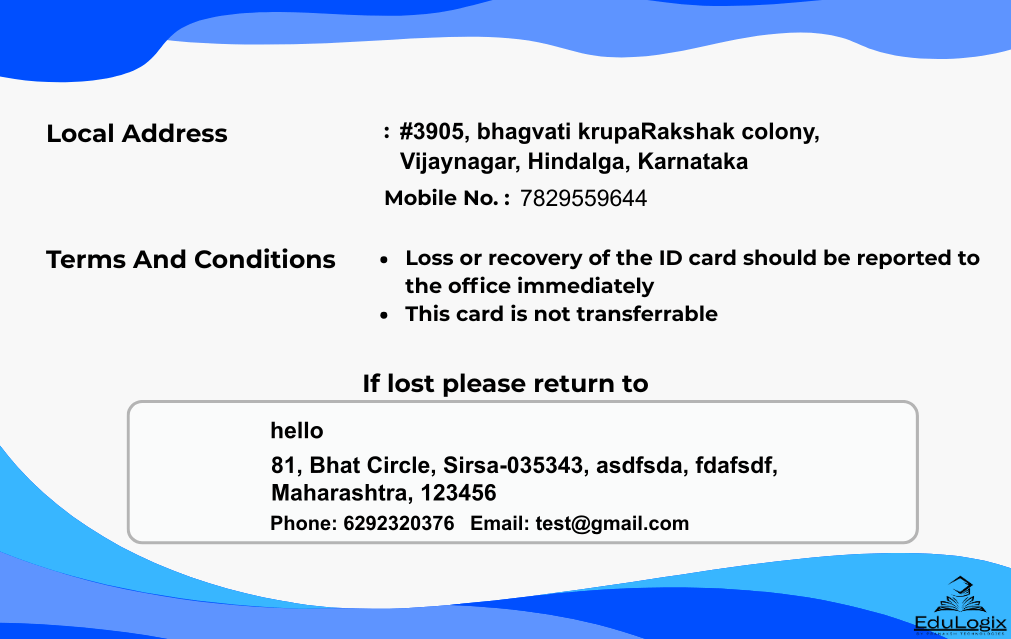 Local Address : #3905, bhagvati krupaRakshak colony,
Vijaynagar, Hindalga, Karnataka
Mobile No. : 7829559644
Terms And Conditions • Loss or recovery of the ID card should be reported to
the office immediately
• This card is not transferrable
If lost please return to
hello
81, Bhat Circle, Sirsa-035343, asdfsda, fdafsdf,
Maharashtra, 123456
Phone: 6292320376 Email: test@gmail.com
EduLogix